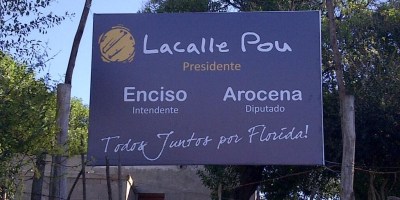 Lacalle Pou
Presidente
Enciso Arocena
Intendente Diputado
Todos Juntos por Florida!